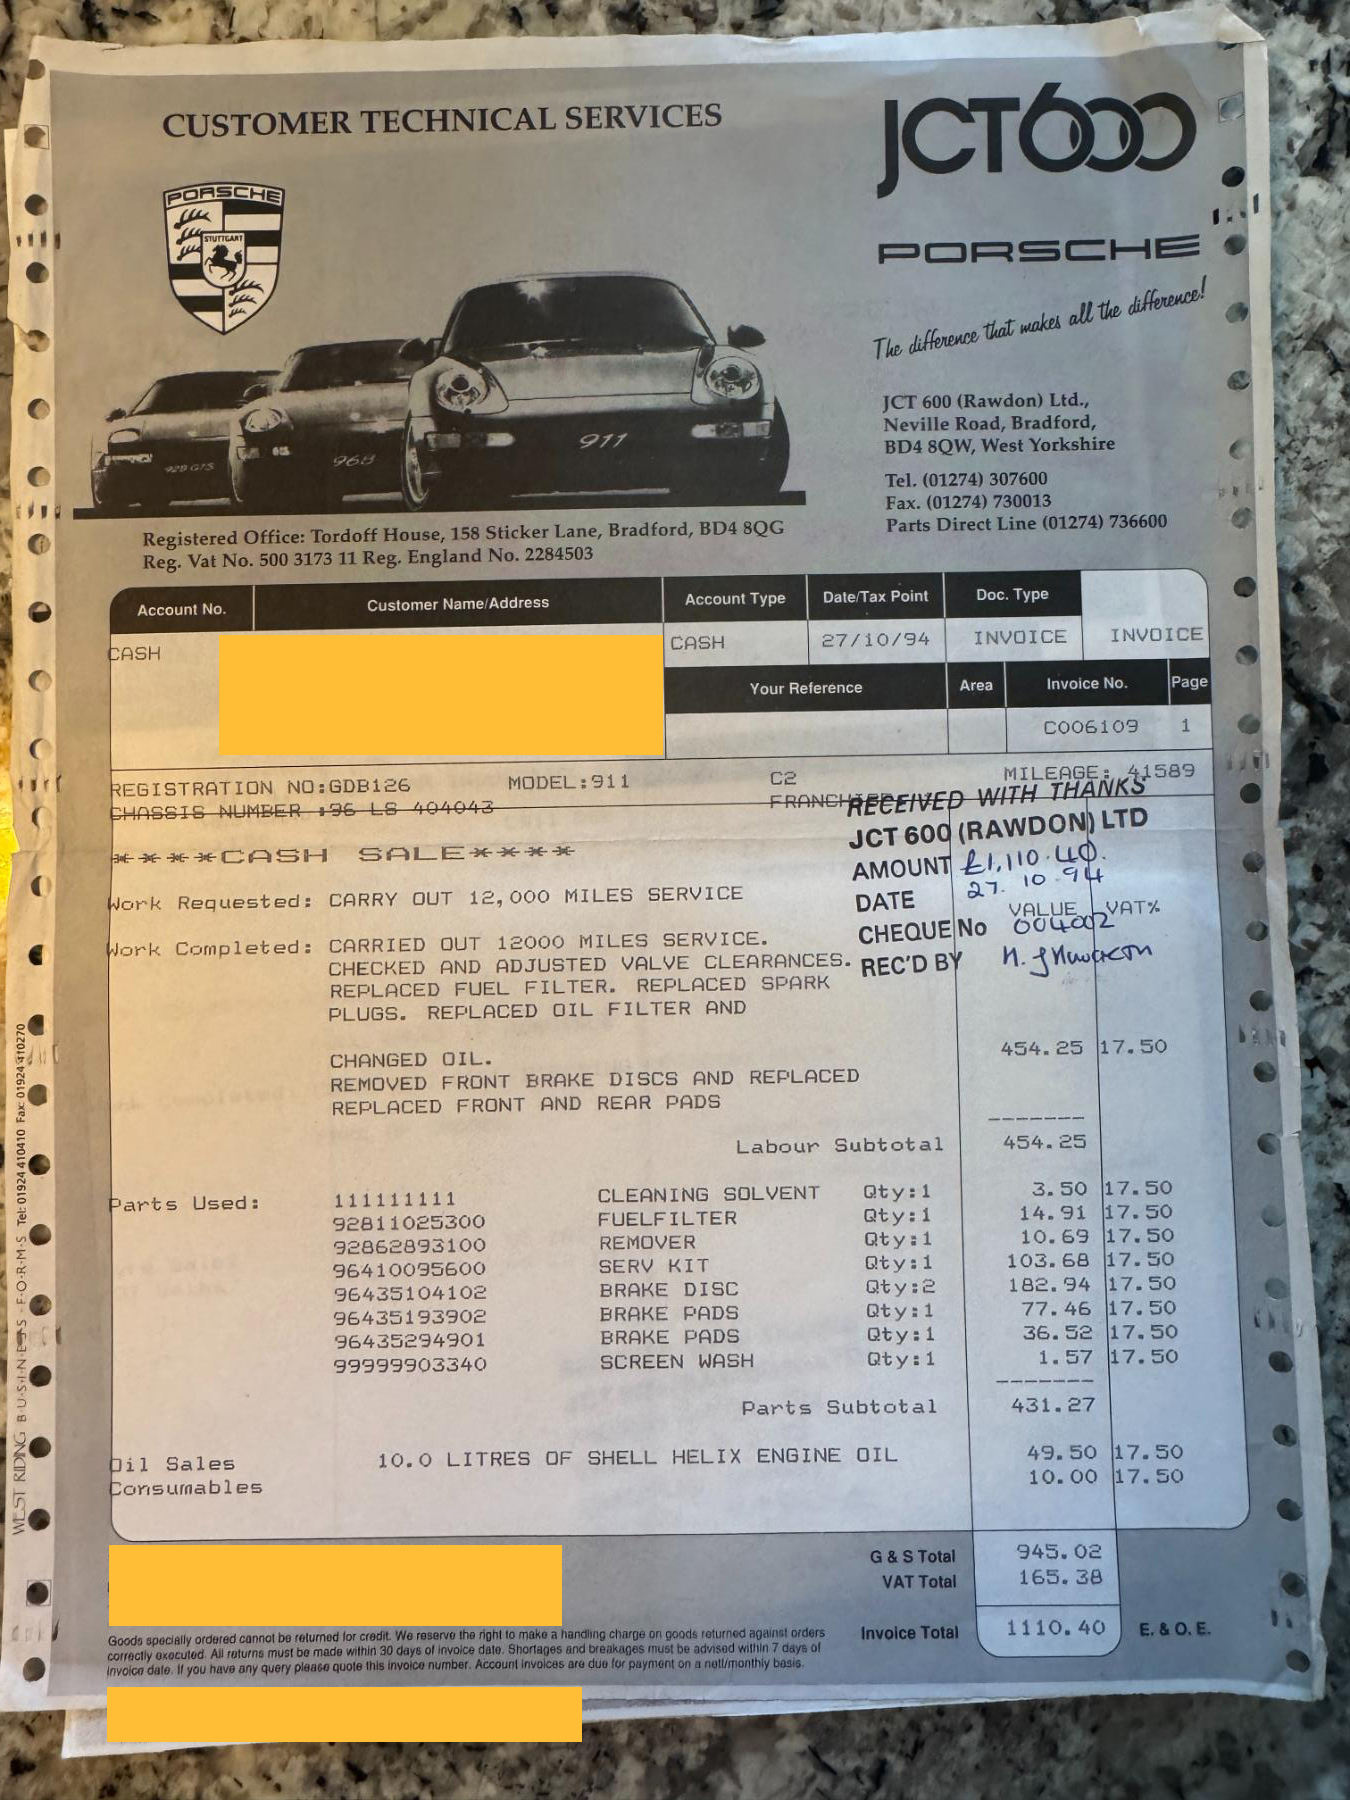 CUSTOMER TECHNICAL SERVICES
JCT600
PORSCHE
STUTTGART
PORSCHE
The difference that makes all the difference!
928 GTS
968
911
JCT 600 (Rawdon) Ltd.,
Neville Road, Bradford,
BD4 8QW, West Yorkshire
Tel. (01274) 307600
Fax. (01274) 730013
Parts Direct Line (01274) 736600
Registered Office: Tordoff House, 158 Sticker Lane, Bradford, BD4 8QG
Reg. Vat No. 500 3173 11 Reg. England No. 2284503
Account No. Customer Name/Address Account Type Date/Tax Point Doc. Type
CASH CASH 27/10/94 INVOICE INVOICE
Your Reference Area Invoice No. Page
C006109 1
REGISTRATION NO:GDB126 MODEL:911 C2 MILEAGE: 41589
CHASSIS NUMBER :96 LS 404043
RECEIVED WITH THANKS
JCT 600 (RAWDON) LTD
AMOUNT £1,110.40.
DATE 27.10.94
CHEQUE No 004002
REC'D BY
****CASH SALE****
VALUE VAT%
Work Requested: CARRY OUT 12,000 MILES SERVICE
Work Completed: CARRIED OUT 12000 MILES SERVICE.
CHECKED AND ADJUSTED VALVE CLEARANCES.
REPLACED FUEL FILTER. REPLACED SPARK
PLUGS. REPLACED OIL FILTER AND
CHANGED OIL. 454.25 17.50
REMOVED FRONT BRAKE DISCS AND REPLACED
REPLACED FRONT AND REAR PADS
-------
Labour Subtotal 454.25
Parts Used: 111111111 CLEANING SOLVENT Qty:1 3.50 17.50
92811025300 FUELFILTER Qty:1 14.91 17.50
92862893100 REMOVER Qty:1 10.69 17.50
96410095600 SERV KIT Qty:1 103.68 17.50
96435104102 BRAKE DISC Qty:2 182.94 17.50
96435193902 BRAKE PADS Qty:1 77.46 17.50
96435294901 BRAKE PADS Qty:1 36.52 17.50
99999903340 SCREEN WASH Qty:1 1.57 17.50
-------
Parts Subtotal 431.27
Oil Sales 10.0 LITRES OF SHELL HELIX ENGINE OIL 49.50 17.50
Consumables 10.00 17.50
G & S Total 945.02
VAT Total 165.38
Invoice Total 1110.40 E. & O. E.
Goods specially ordered cannot be returned for credit. We reserve the right to make a handling charge on goods returned against orders
correctly executed. All returns must be made within 30 days of invoice date. Shortages and breakages must be advised within 7 days of
invoice date. If you have any query please quote this invoice number. Account invoices are due for payment on a nett/monthly basis.
WEST RIDING B·U·S·I·N·E·S·S - F·O·R·M·S Tel: 01924 410410 Fax: 01924 410270